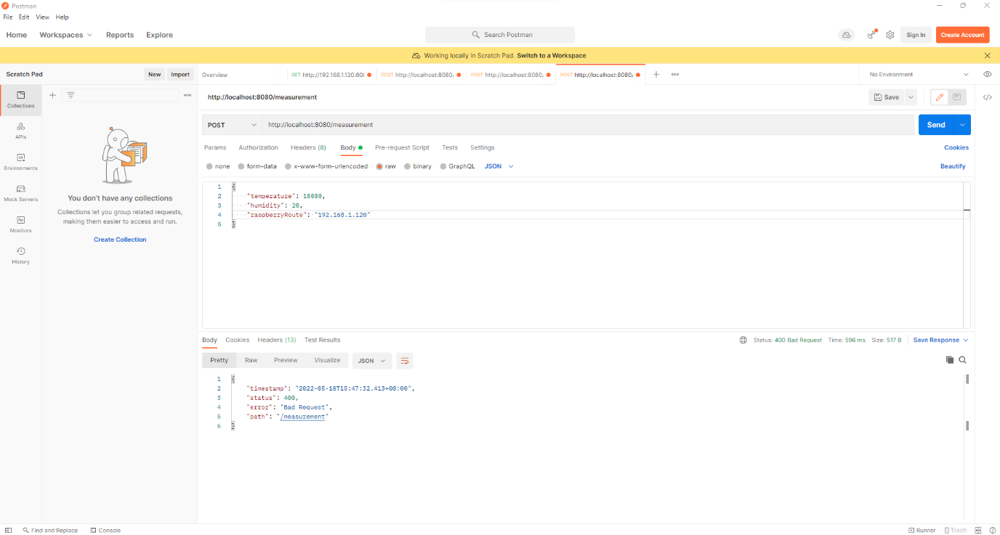 Postman
File Edit View Help
Home Workspaces Reports Explore
Search Postman
Sign In
Create Account
Working locally in Scratch Pad. Switch to a Workspace
Scratch Pad
New
Import
Overview
GET http://192.168.1.120:80
POST http://localhost:8080/
POST http://localhost:8080/
POST http://localhost:8080/
No Environment
Collections
APIs
Environments
Mock Servers
Monitors
History
You don't have any collections
Collections let you group related requests,
making them easier to access and run.
Create Collection
http://localhost:8080/measurement
Save
POST
http://localhost:8080/measurement
Send
Params Authorization Headers (8) Body Pre-request Script Tests Settings
Cookies
none form-data x-www-form-urlencoded raw binary GraphQL JSON
Beautify
1 {
2 "temperature": 10000,
3 "humidity": 20,
4 "raspberryRoute": "192.168.1.120"
5 }
Body Cookies Headers (13) Test Results
Status: 400 Bad Request Time: 596 ms Size: 517 B
Save Response
Pretty Raw Preview Visualize JSON
1 {
2 "timestamp": "2022-05-10T15:47:32.413+00:00",
3 "status": 400,
4 "error": "Bad Request",
5 "path": "/measurement"
6 }
Find and Replace
Console
Runner
Trash